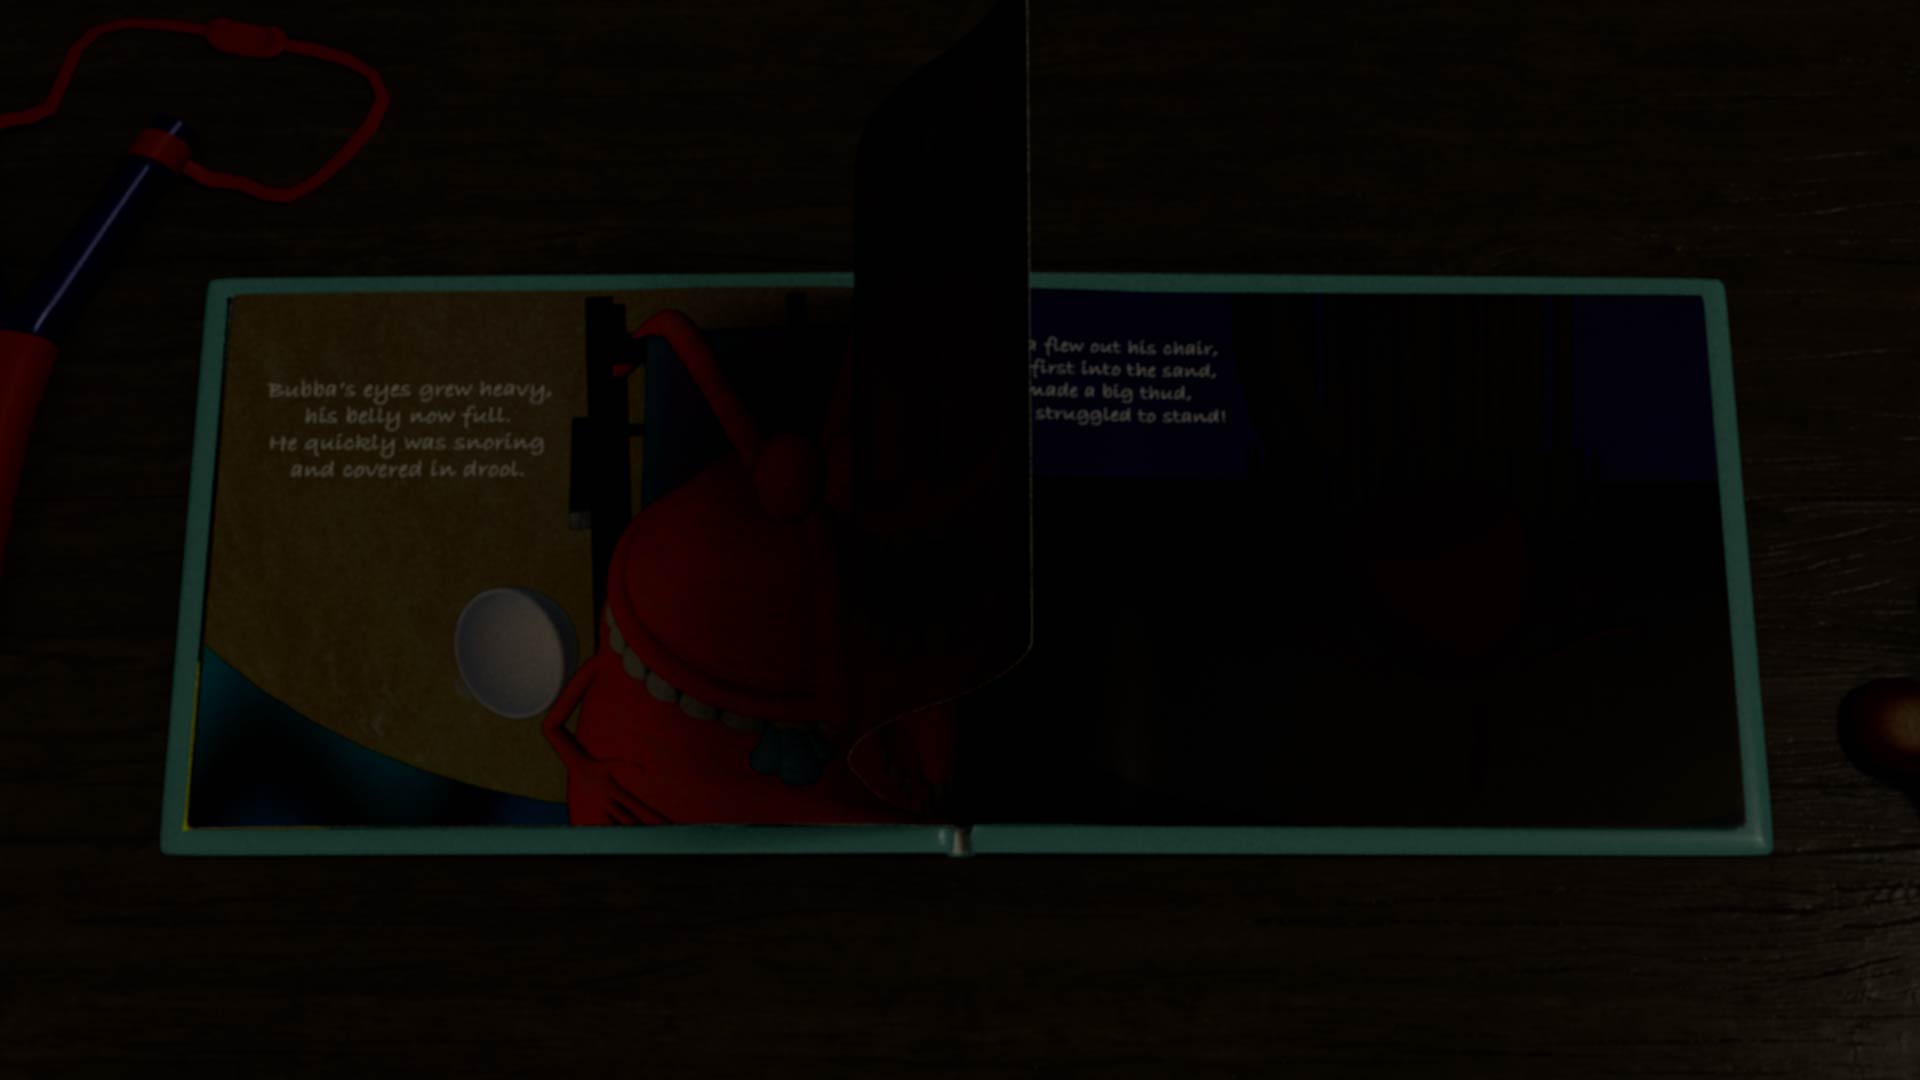 Bubba's eyes grew heavy,
his belly now full.
He quickly was snoring
and covered in drool.
flew out his chair,
first into the sand,
made a big thud,
struggled to stand!